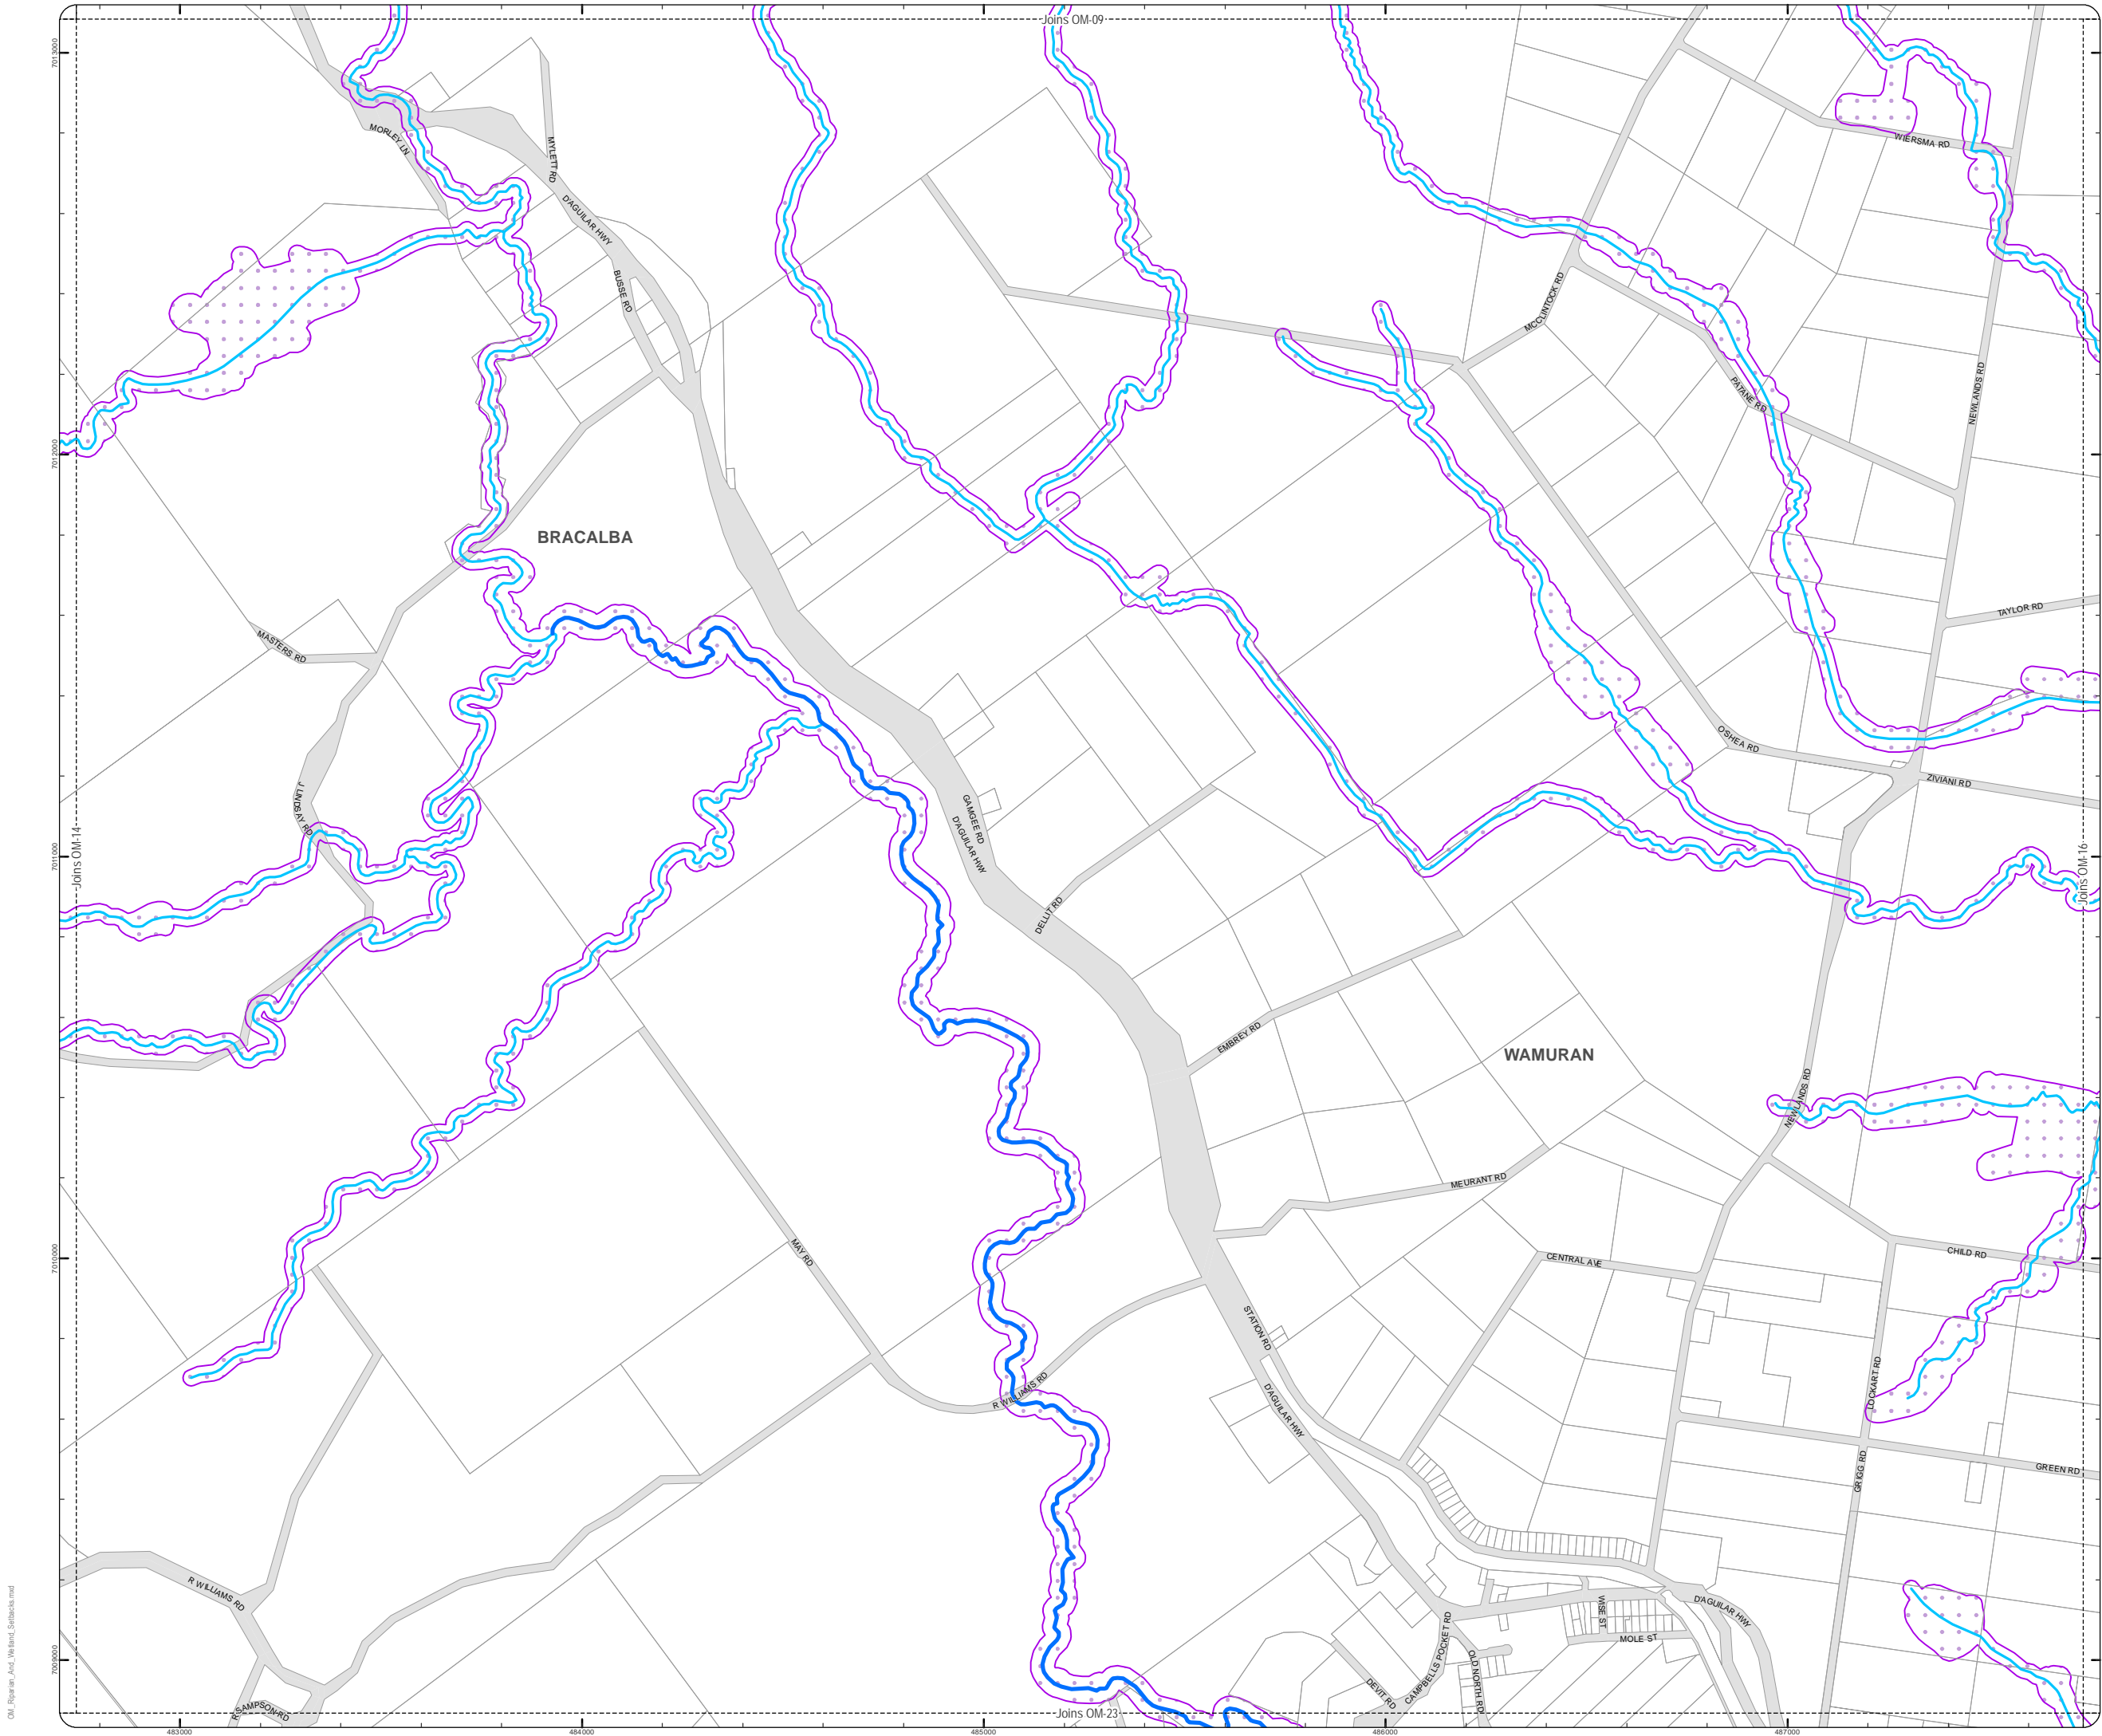 Joins OM-09
7013000
MORLEY LN
MYLETT RD
WIERSMA RD
D'AGUILAR HWY
BUSSE RD
MCCLINTOCK RD
PATANE RD
NEWLANDS RD
7012000
BRACALBA
TAYLOR RD
MASTERS RD
OSHEA RD
ZIVIANI RD
J LINDSAY RD
GAMGEE RD
D'AGUILAR HWY
7011000
Joins OM-14
Joins OM-16
DELLIT RD
EMBREY RD
WAMURAN
NEWLANDS RD
MEURANT RD
MAY RD
CENTRAL AVE
CHILD RD
7010000
STATION RD
LOCKART RD
R WILLIAMS RD
D'AGUILAR HWY
GRIGG RD
GREEN RD
R WILLIAMS RD
WISE ST
D'AGUILAR HWY
MOLE ST
7009000
CAMPBELLS POCKET RD
OLD NORTH RD
DEVIT RD
R SAMPSON RD
Joins OM-23
483000
484000
485000
486000
487000
OM_Riparian_And_Wetland_Setbacks.mxd